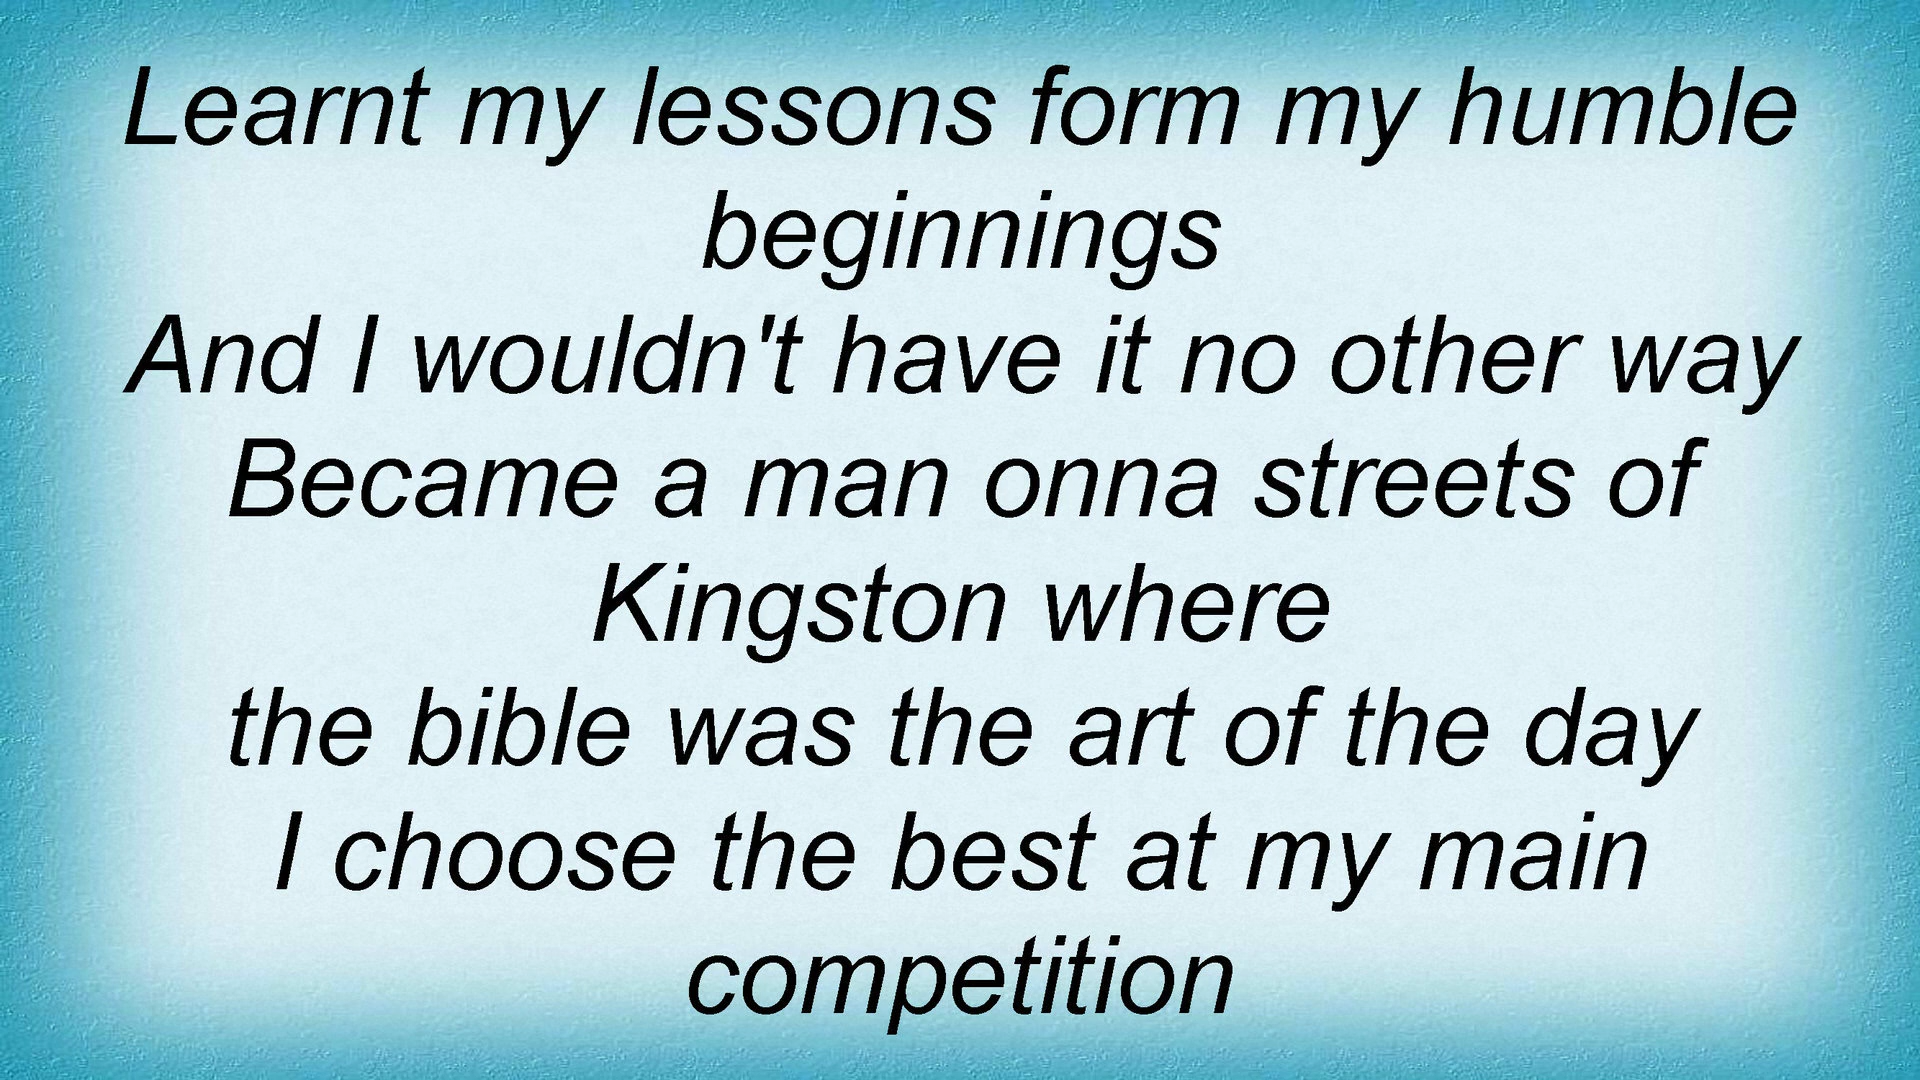 Learnt my lessons form my humble
beginnings
And I wouldn't have it no other way
Became a man onna streets of
Kingston where
the bible was the art of the day
I choose the best at my main
competition